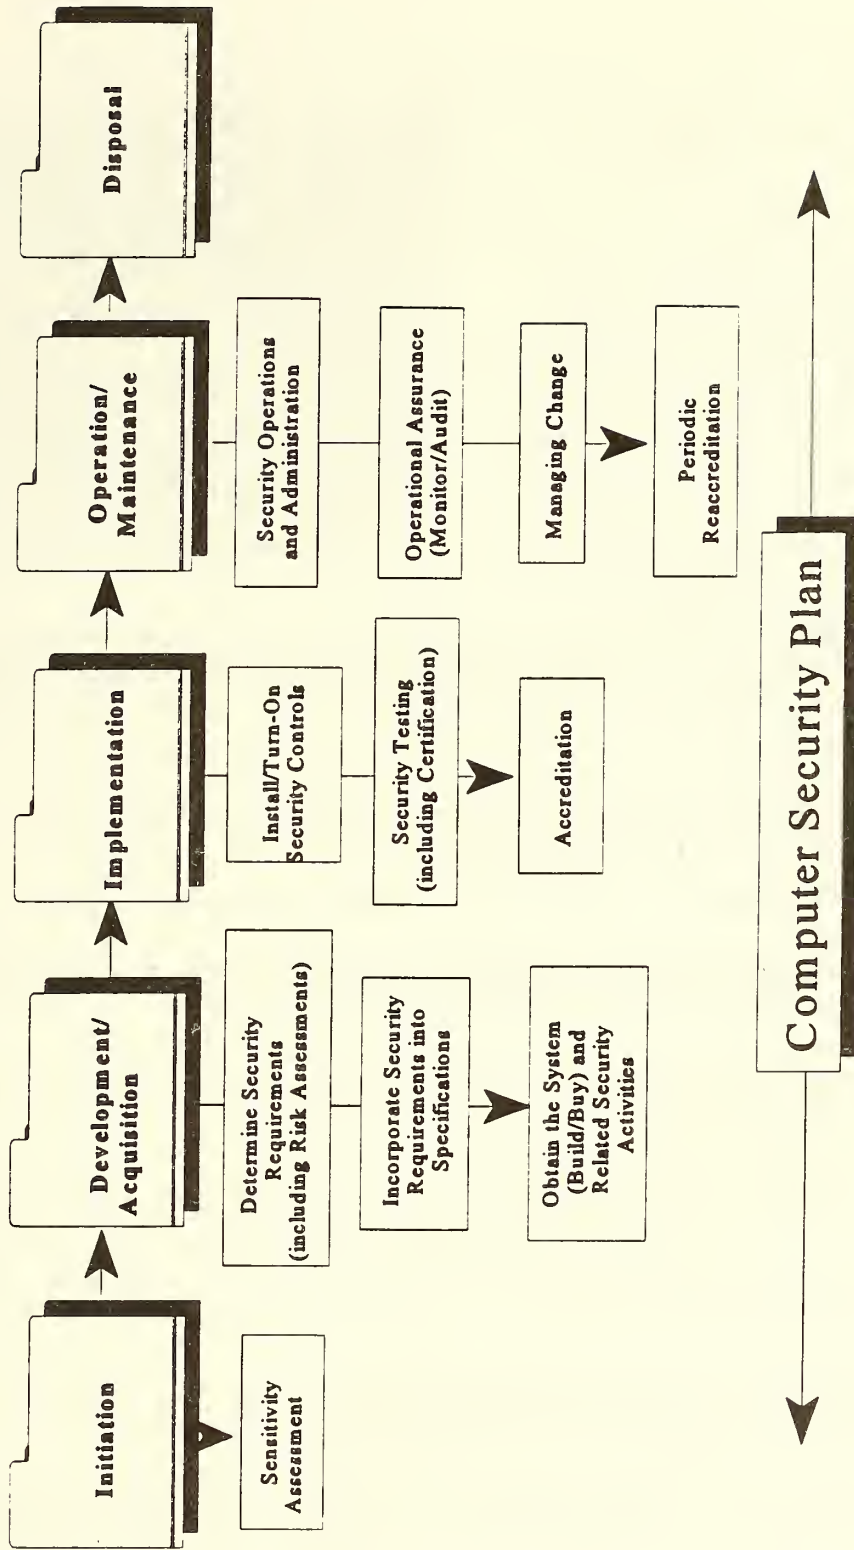 Initiation
Sensitivity
Assessment
Development/
Acquisition
Determine Security
Requirements
(including Risk Assessments)
Incorporate Security
Requirements into
Specifications
Obtain the System
(Build/Buy) and
Related Security
Activities
Implementation
Install/Turn-On
Security Controls
Security Testing
(including Certification)
Accreditation
Operation/
Maintenance
Security Operations
and Administration
Operational Assurance
(Monitor/Audit)
Managing Change
Periodic
Reaccreditation
Disposal
Computer Security Plan